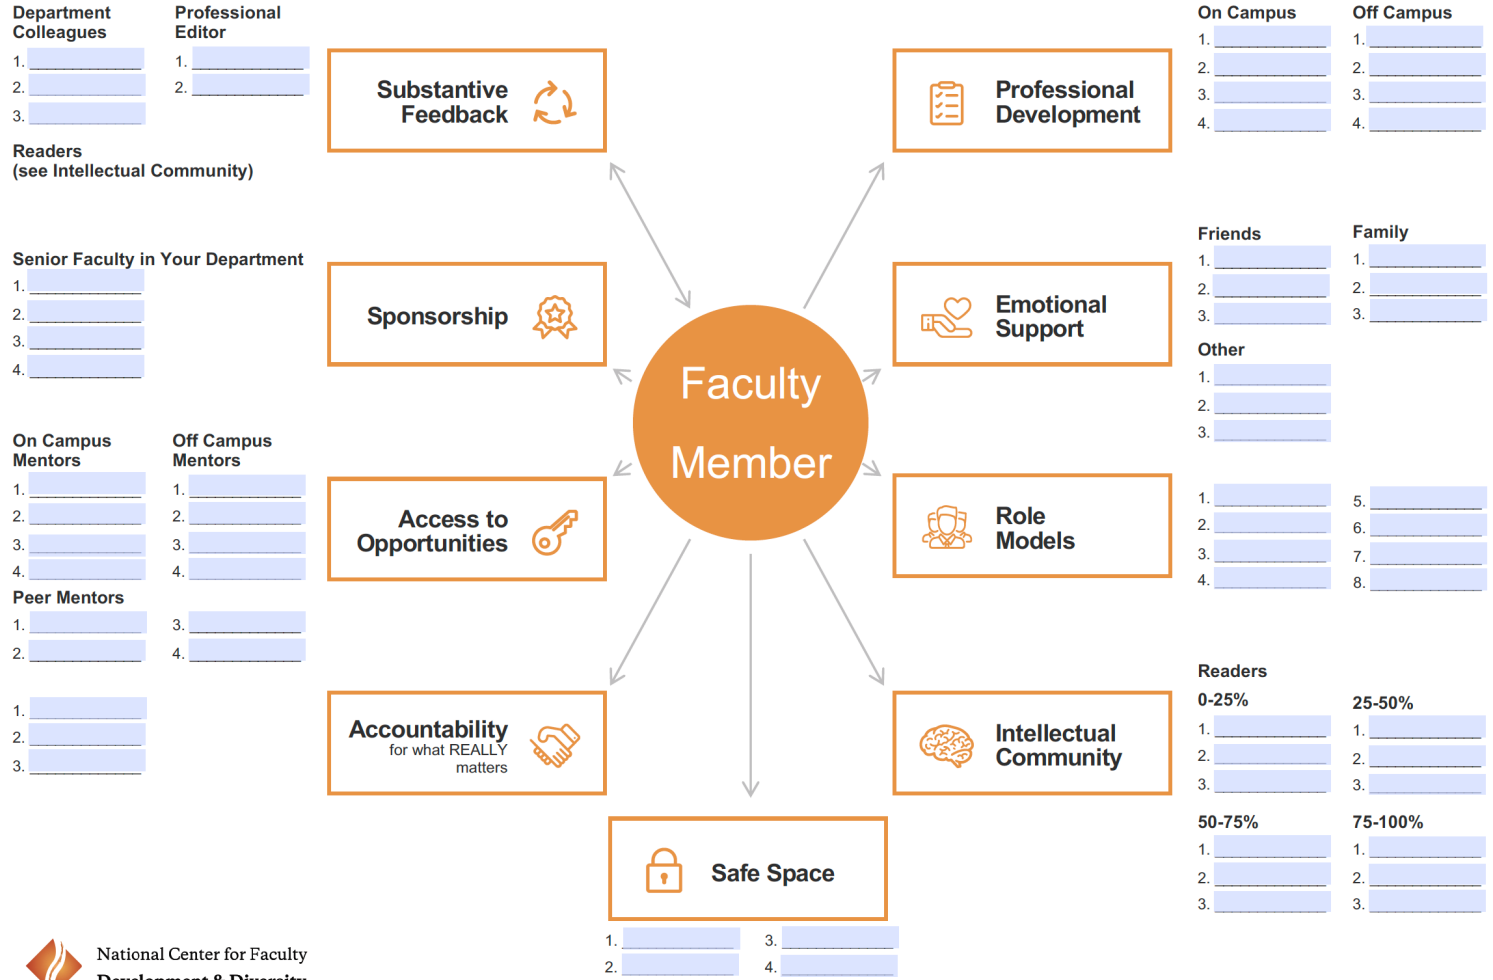 Department
Colleagues
1.
2.
3.
Professional
Editor
1.
2.
Readers
(see Intellectual Community)
Substantive
Feedback
Senior Faculty in Your Department
1.
2.
3.
4.
Sponsorship
On Campus
Mentors
1.
2.
3.
4.
Off Campus
Mentors
1.
2.
3.
4.
Peer Mentors
1.
2.
3.
4.
Access to
Opportunities
1.
2.
3.
Accountability
for what REALLY
matters
Faculty
Member
Professional
Development
On Campus
1.
2.
3.
4.
Off Campus
1.
2.
3.
4.
Emotional
Support
Friends
1.
2.
3.
Family
1.
2.
3.
Other
1.
2.
3.
Role
Models
1.
2.
3.
4.
5.
6.
7.
8.
Intellectual
Community
Readers
0-25%
1.
2.
3.
25-50%
1.
2.
3.
50-75%
1.
2.
3.
75-100%
1.
2.
3.
Safe Space
1.
2.
3.
4.
National Center for Faculty
Development & Diversity